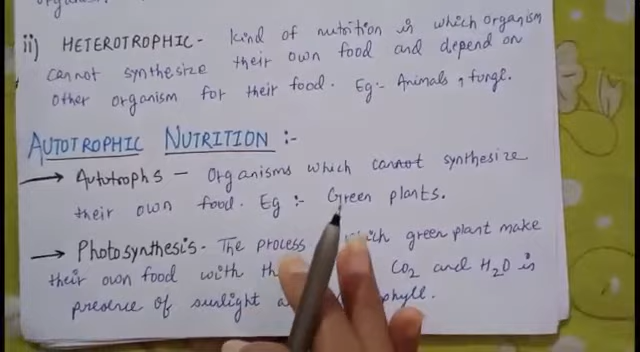 ii) HETEROTROPHIC - kind of nutrition in which organism
cannot synthesize their own food and depend on
other organism for their food. Eg:- Animals, fungi.
AUTOTROPHIC NUTRITION :-
→ Autotrophs - Organisms which cannot synthesize
their own food. Eg :- Green plants.
→ Photosynthesis - The process which green plant make
their own food with CO2 and H2O in
presence of sunlight